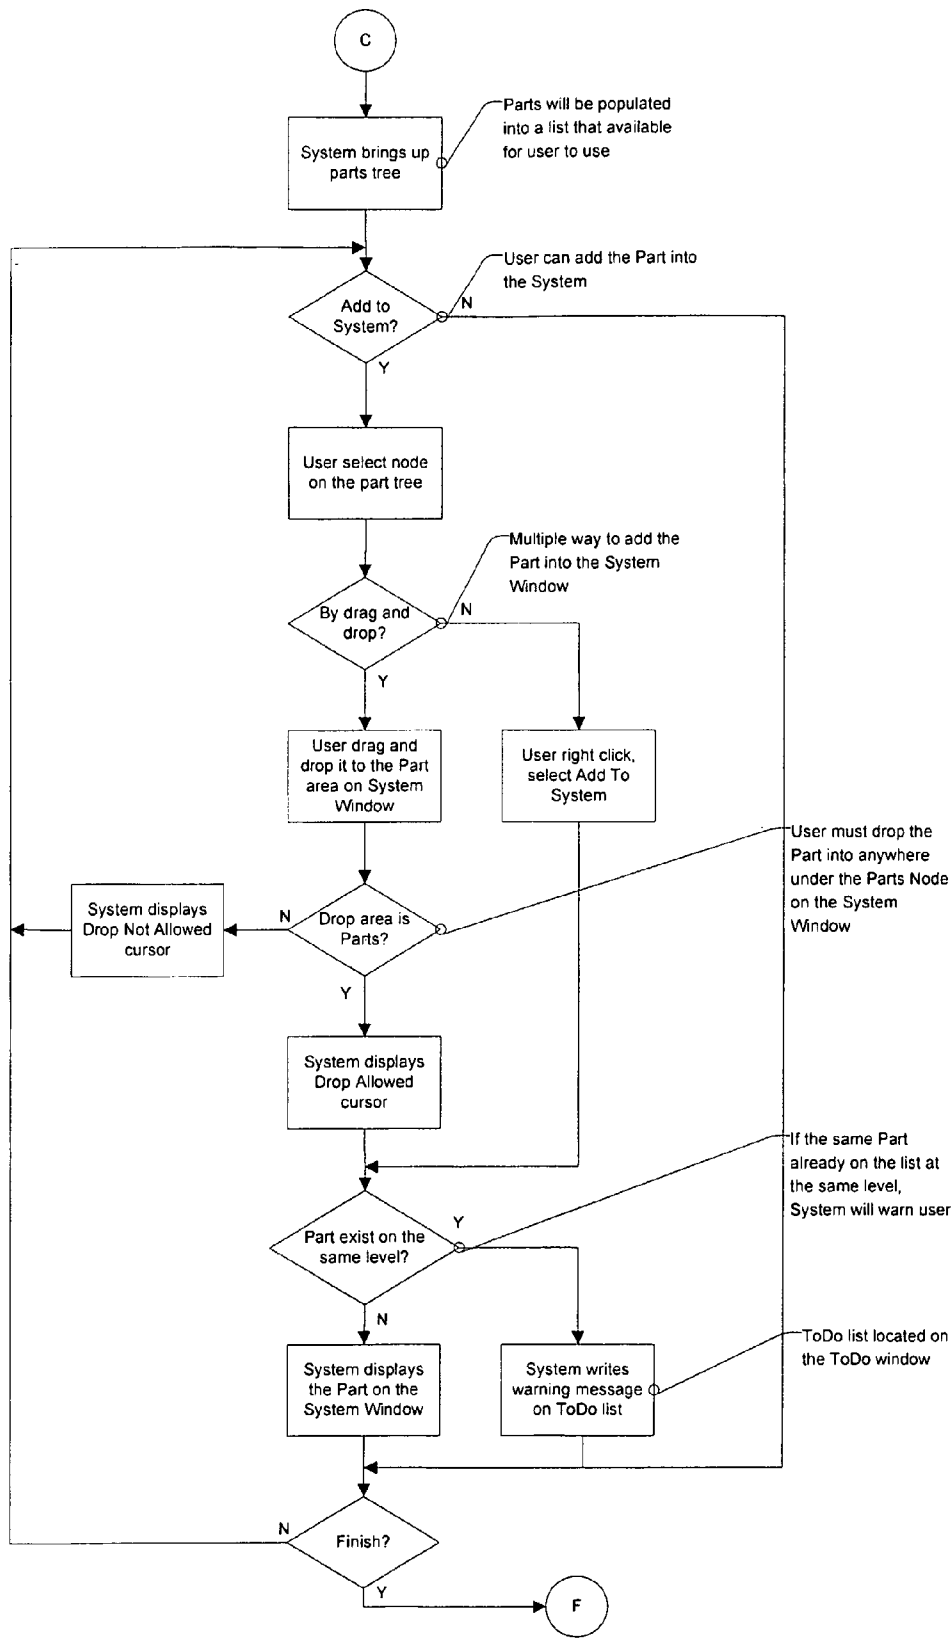 C
Parts will be populated
into a list that available
for user to use
System brings up
parts tree
User can add the Part into
the System
Add to
System?
N
Y
User select node
on the part tree
Multiple way to add the
Part into the System
Window
By drag and
drop?
N
Y
User drag and
drop it to the Part
area on System
Window
User right click,
select Add To
System
User must drop the
Part into anywhere
under the Parts Node
on the System
Window
System displays
Drop Not Allowed
cursor
N
Drop area is
Parts?
Y
System displays
Drop Allowed
cursor
If the same Part
already on the list at
the same level,
System will warn user
Part exist on the
same level?
Y
N
System displays
the Part on the
System Window
System writes
warning message
on ToDo list
ToDo list located on
the ToDo window
N
Finish?
Y
F